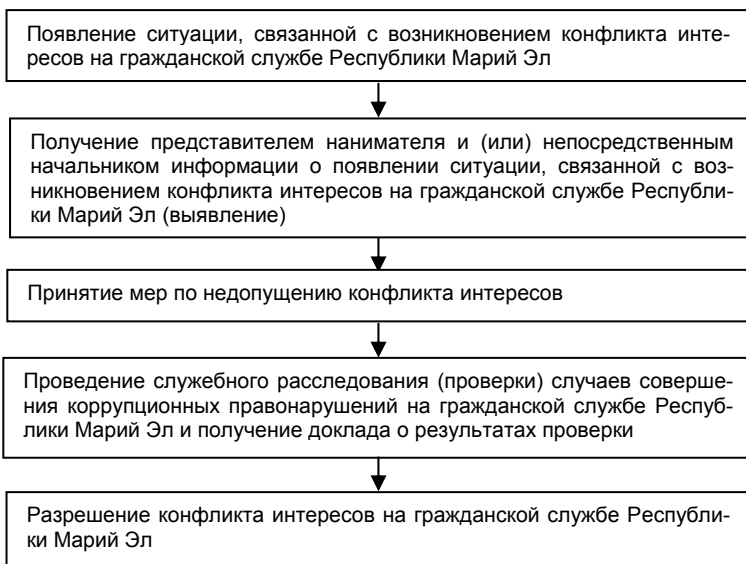 Появление ситуации, связанной с возникновением конфликта инте-
ресов на гражданской службе Республики Марий Эл
Получение представителем нанимателя и (или) непосредственным
начальником информации о появлении ситуации, связанной с воз-
никновением конфликта интересов на гражданской службе Республи-
ки Марий Эл (выявление)
Принятие мер по недопущению конфликта интересов
Проведение служебного расследования (проверки) случаев соверше-
ния коррупционных правонарушений на гражданской службе Респуб-
лики Марий Эл и получение доклада о результатах проверки
Разрешение конфликта интересов на гражданской службе Республи-
ки Марий Эл